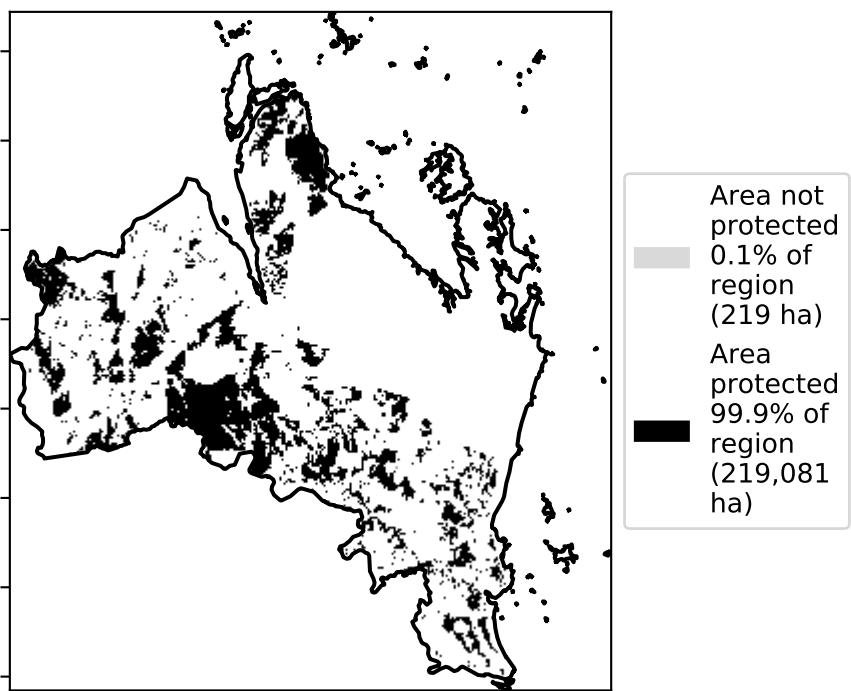 Area not
protected
0.1% of
region
(219 ha)
Area
protected
99.9% of
region
(219,081
ha)